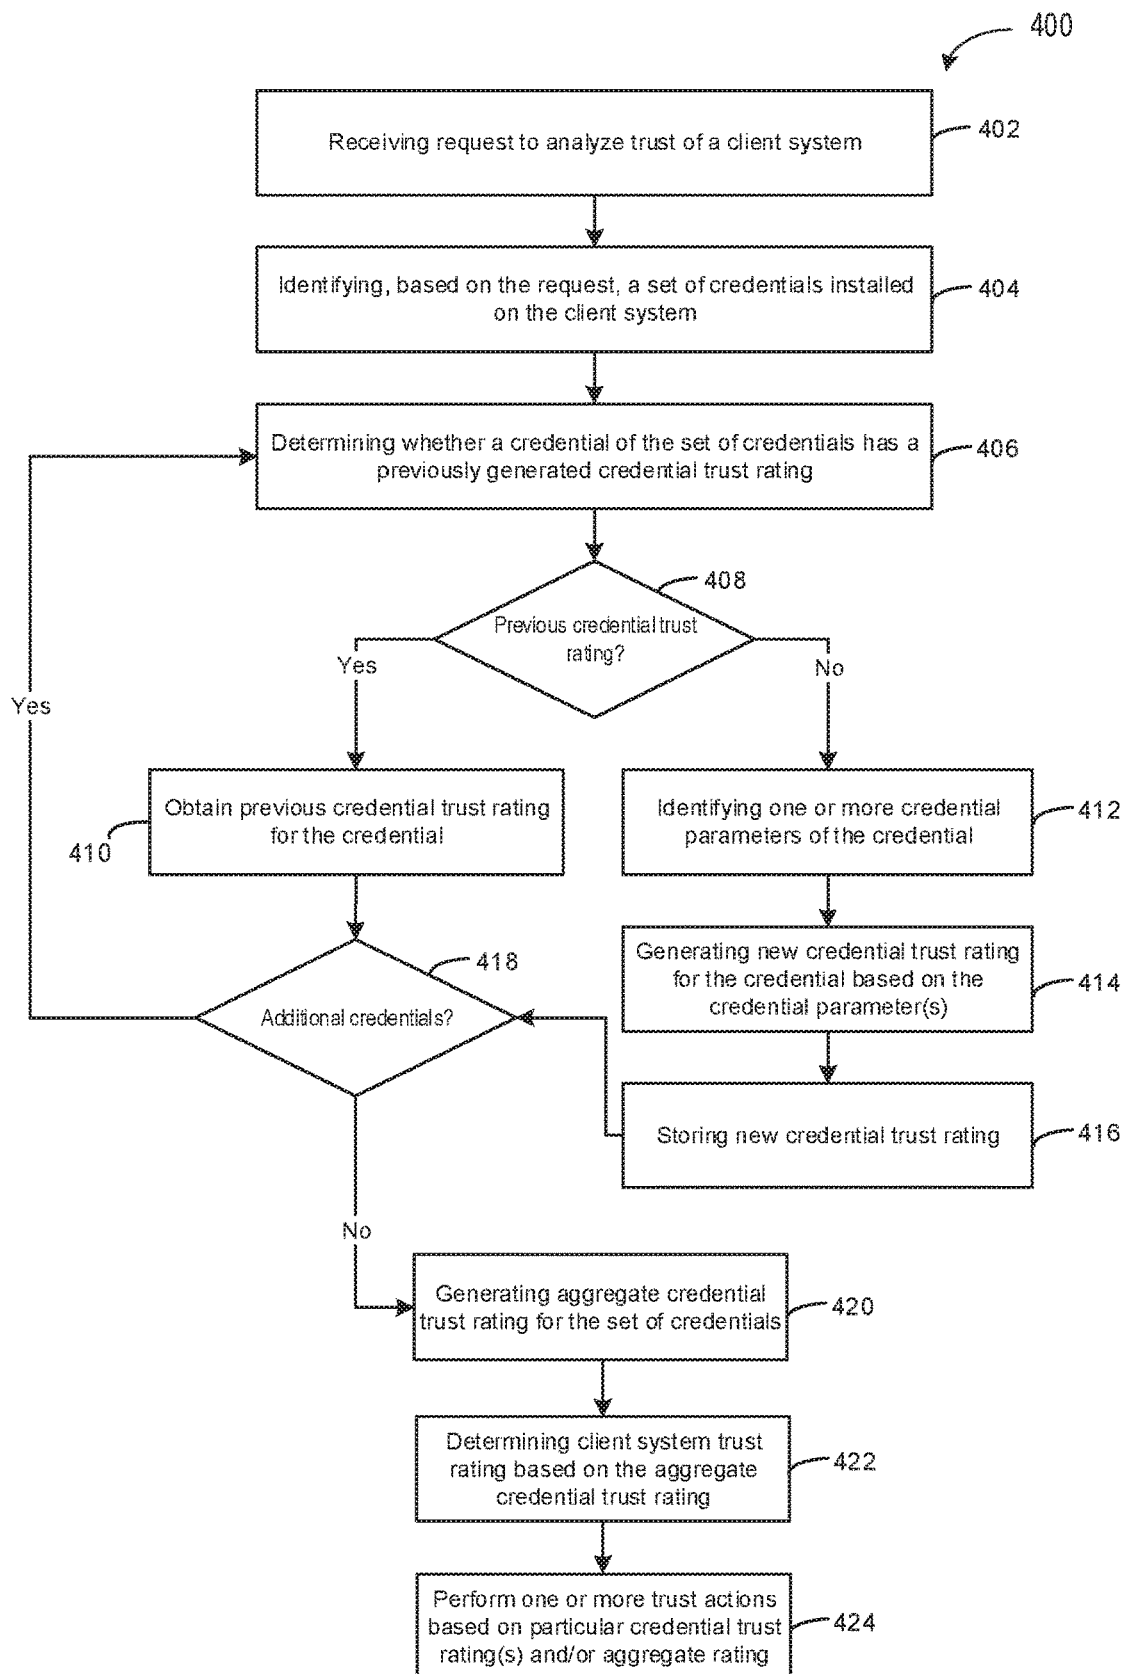 400
Receiving request to analyze trust of a client system
402
Identifying, based on the request, a set of credentials installed
on the client system
404
Determining whether a credential of the set of credentials has a
previously generated credential trust rating
406
408
Previous credential trust
rating?
Yes
No
Yes
Obtain previous credential trust rating
for the credential
410
Identifying one or more credential
parameters of the credential
412
Generating new credential trust rating
for the credential based on the
credential parameter(s)
414
418
Additional credentials?
Storing new credential trust rating
416
No
Generating aggregate credential
trust rating for the set of credentials
420
Determining client system trust
rating based on the aggregate
credential trust rating
422
Perform one or more trust actions
based on particular credential trust
rating(s) and/or aggregate rating
424